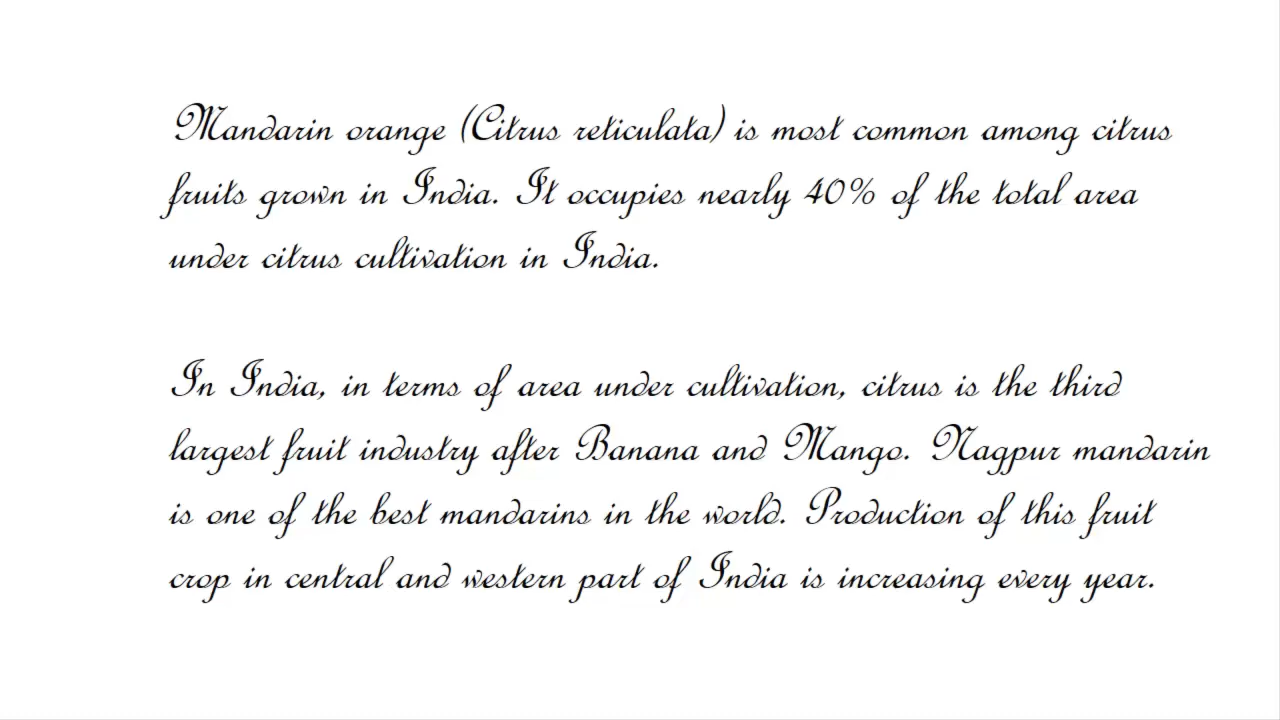 Mandarin orange (Citrus reticulata) is most common among citrus
fruits grown in India. It occupies nearly 40% of the total area
under citrus cultivation in India.
In India, in terms of area under cultivation, citrus is the third
largest fruit industry after Banana and Mango. Nagpur mandarin
is one of the best mandarins in the world. Production of this fruit
crop in central and western part of India is increasing every year.